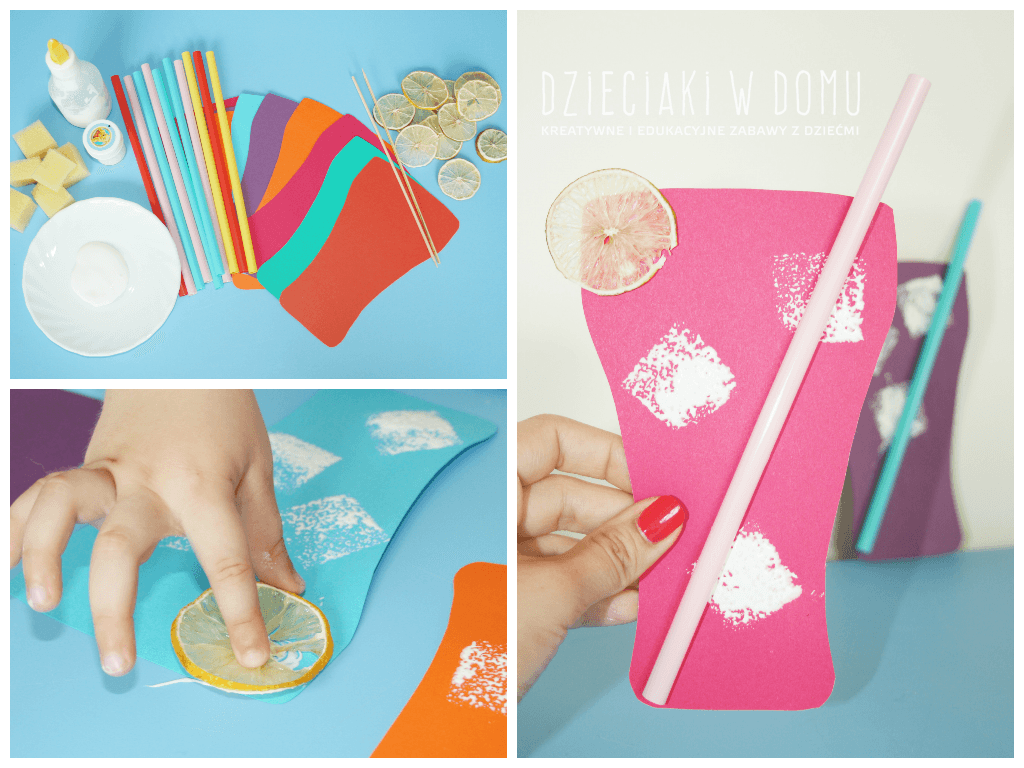 DZiECiAKi W DOMU
KREATYWNE I EDUKACYJNE ZABAWY Z DZIEĆMI